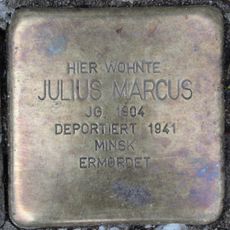 HIER WOHNTE
JULIUS MARCUS
JG. 1904
DEPORTIERT 1941
MINSK
ERMORDET